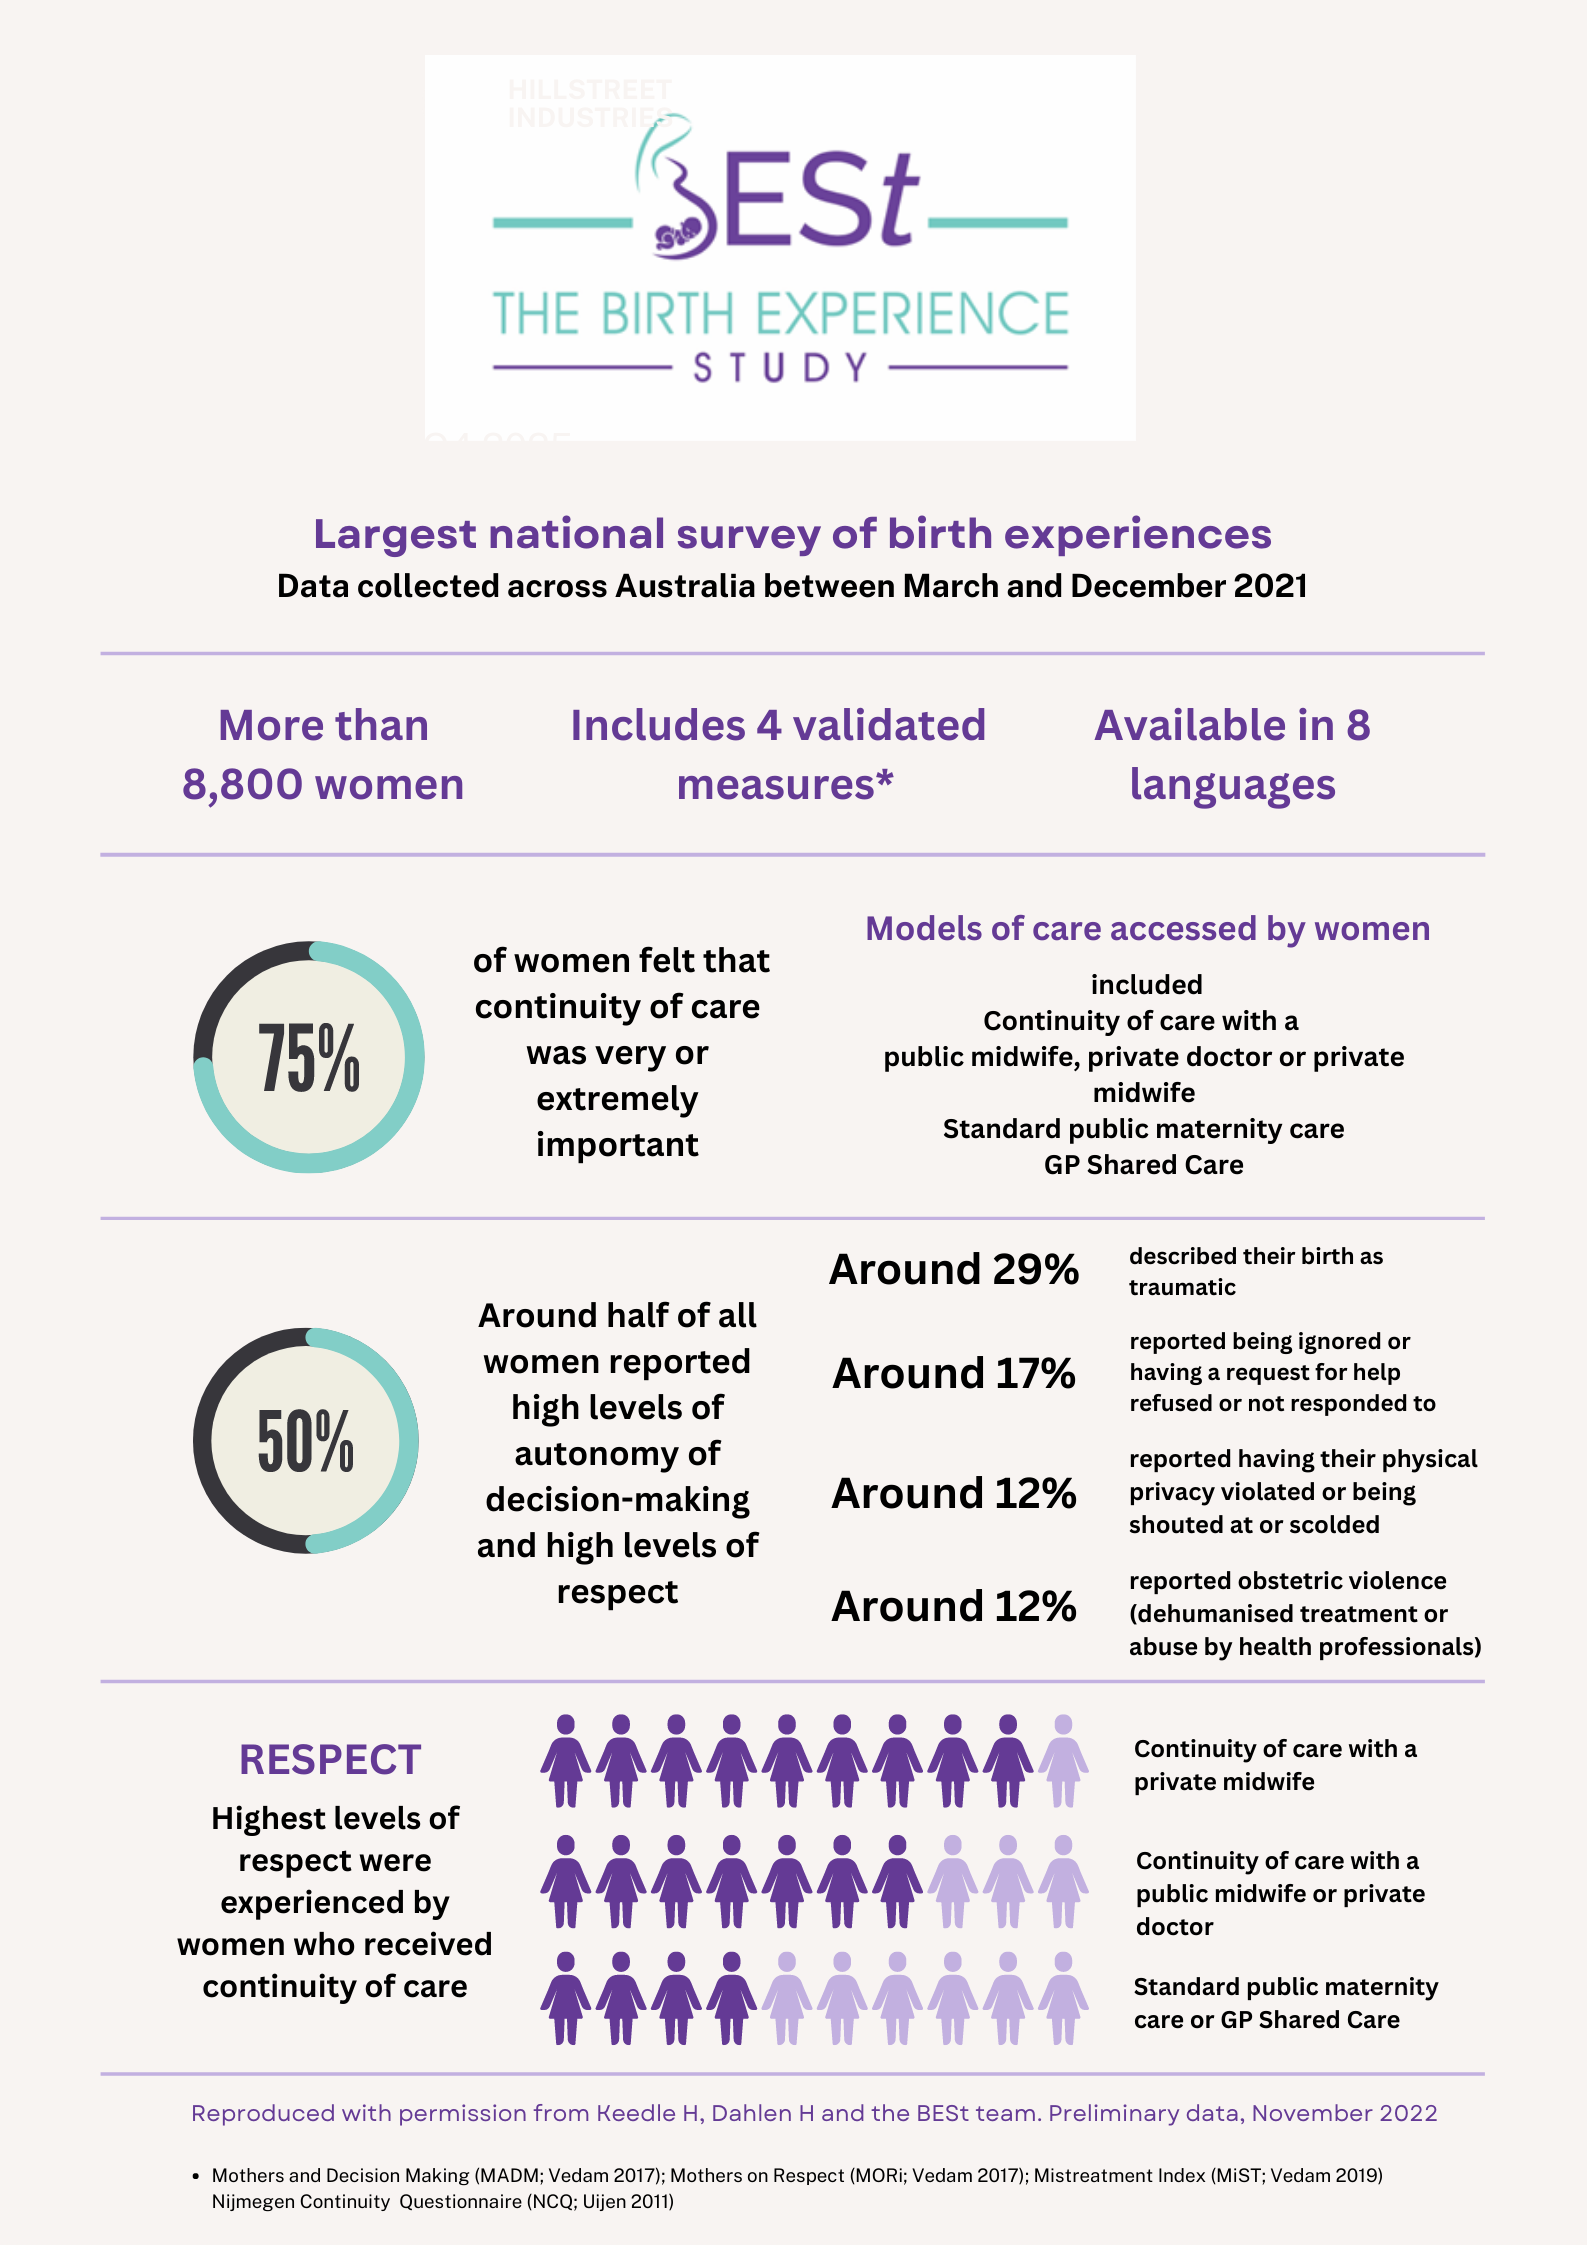 HILLSTREET
INDUSTRIES
BESt
THE BIRTH EXPERIENCE
STUDY
Largest national survey of birth experiences
Data collected across Australia between March and December 2021
More than
8,800 women
Includes 4 validated
measures*
Available in 8
languages
75%
of women felt that
continuity of care
was very or
extremely
important
Models of care accessed by women
included
Continuity of care with a
public midwife, private doctor or private
midwife
Standard public maternity care
GP Shared Care
50%
Around half of all
women reported
high levels of
autonomy of
decision-making
and high levels of
respect
Around 29%
described their birth as
traumatic
Around 17%
reported being ignored or
having a request for help
refused or not responded to
Around 12%
reported having their physical
privacy violated or being
shouted at or scolded
Around 12%
reported obstetric violence
(dehumanised treatment or
abuse by health professionals)
RESPECT
Highest levels of
respect were
experienced by
women who received
continuity of care
Continuity of care with a
private midwife
Continuity of care with a
public midwife or private
doctor
Standard public maternity
care or GP Shared Care
Reproduced with permission from Keedle H, Dahlen H and the BESt team. Preliminary data, November 2022
• Mothers and Decision Making (MADM; Vedam 2017); Mothers on Respect (MORi; Vedam 2017); Mistreatment Index (MiST; Vedam 2019)
Nijmegen Continuity Questionnaire (NCQ; Uijen 2011)